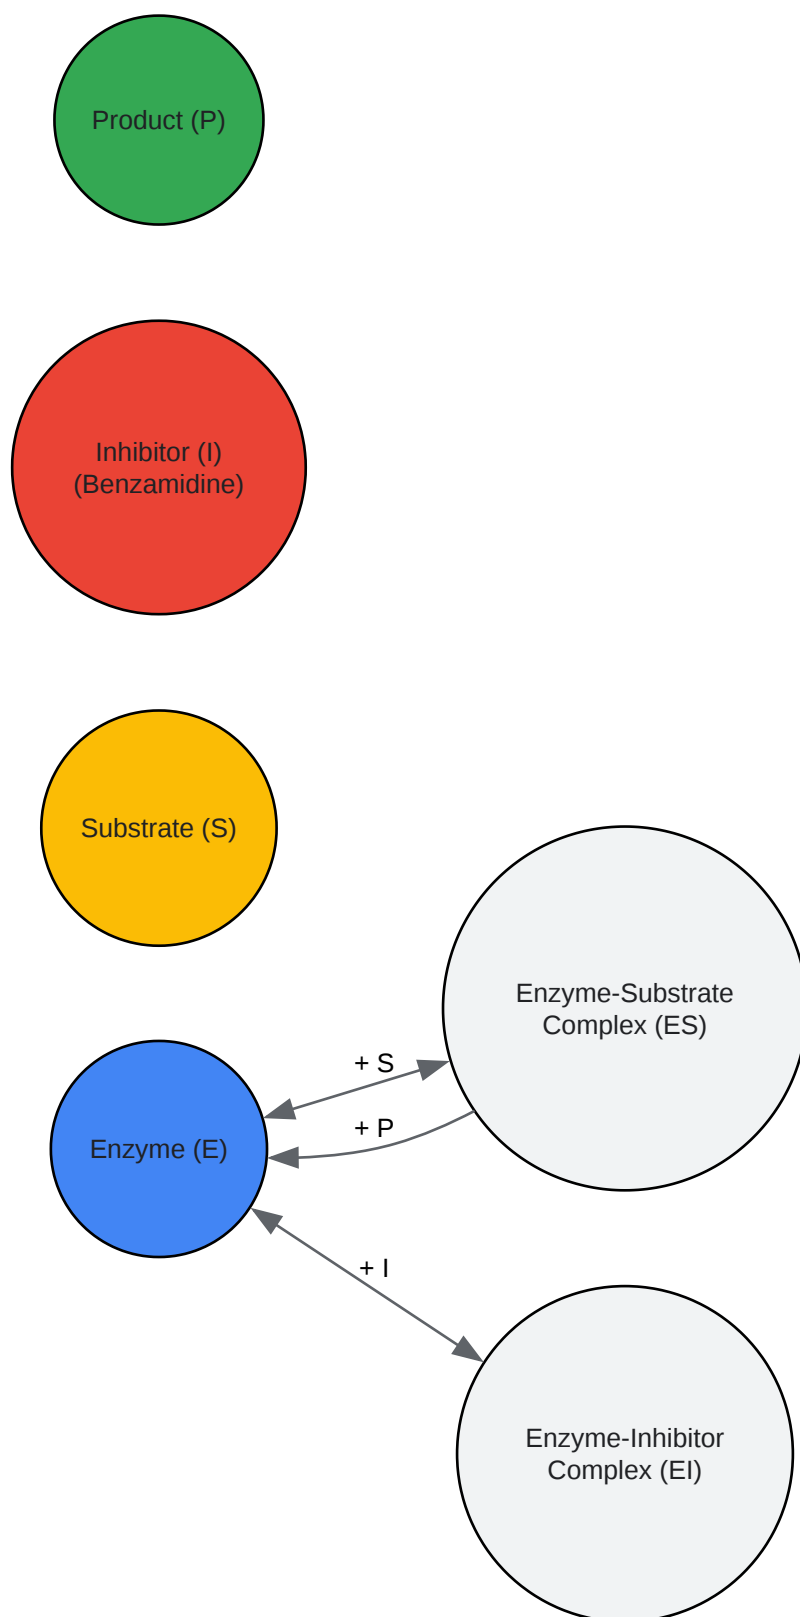 Product (P)
Inhibitor (I)
(Benzamidine)
Substrate (S)
Enzyme-Substrate
Complex (ES)
+ S
+ P
Enzyme (E)
+ I
Enzyme-Inhibitor
Complex (EI)